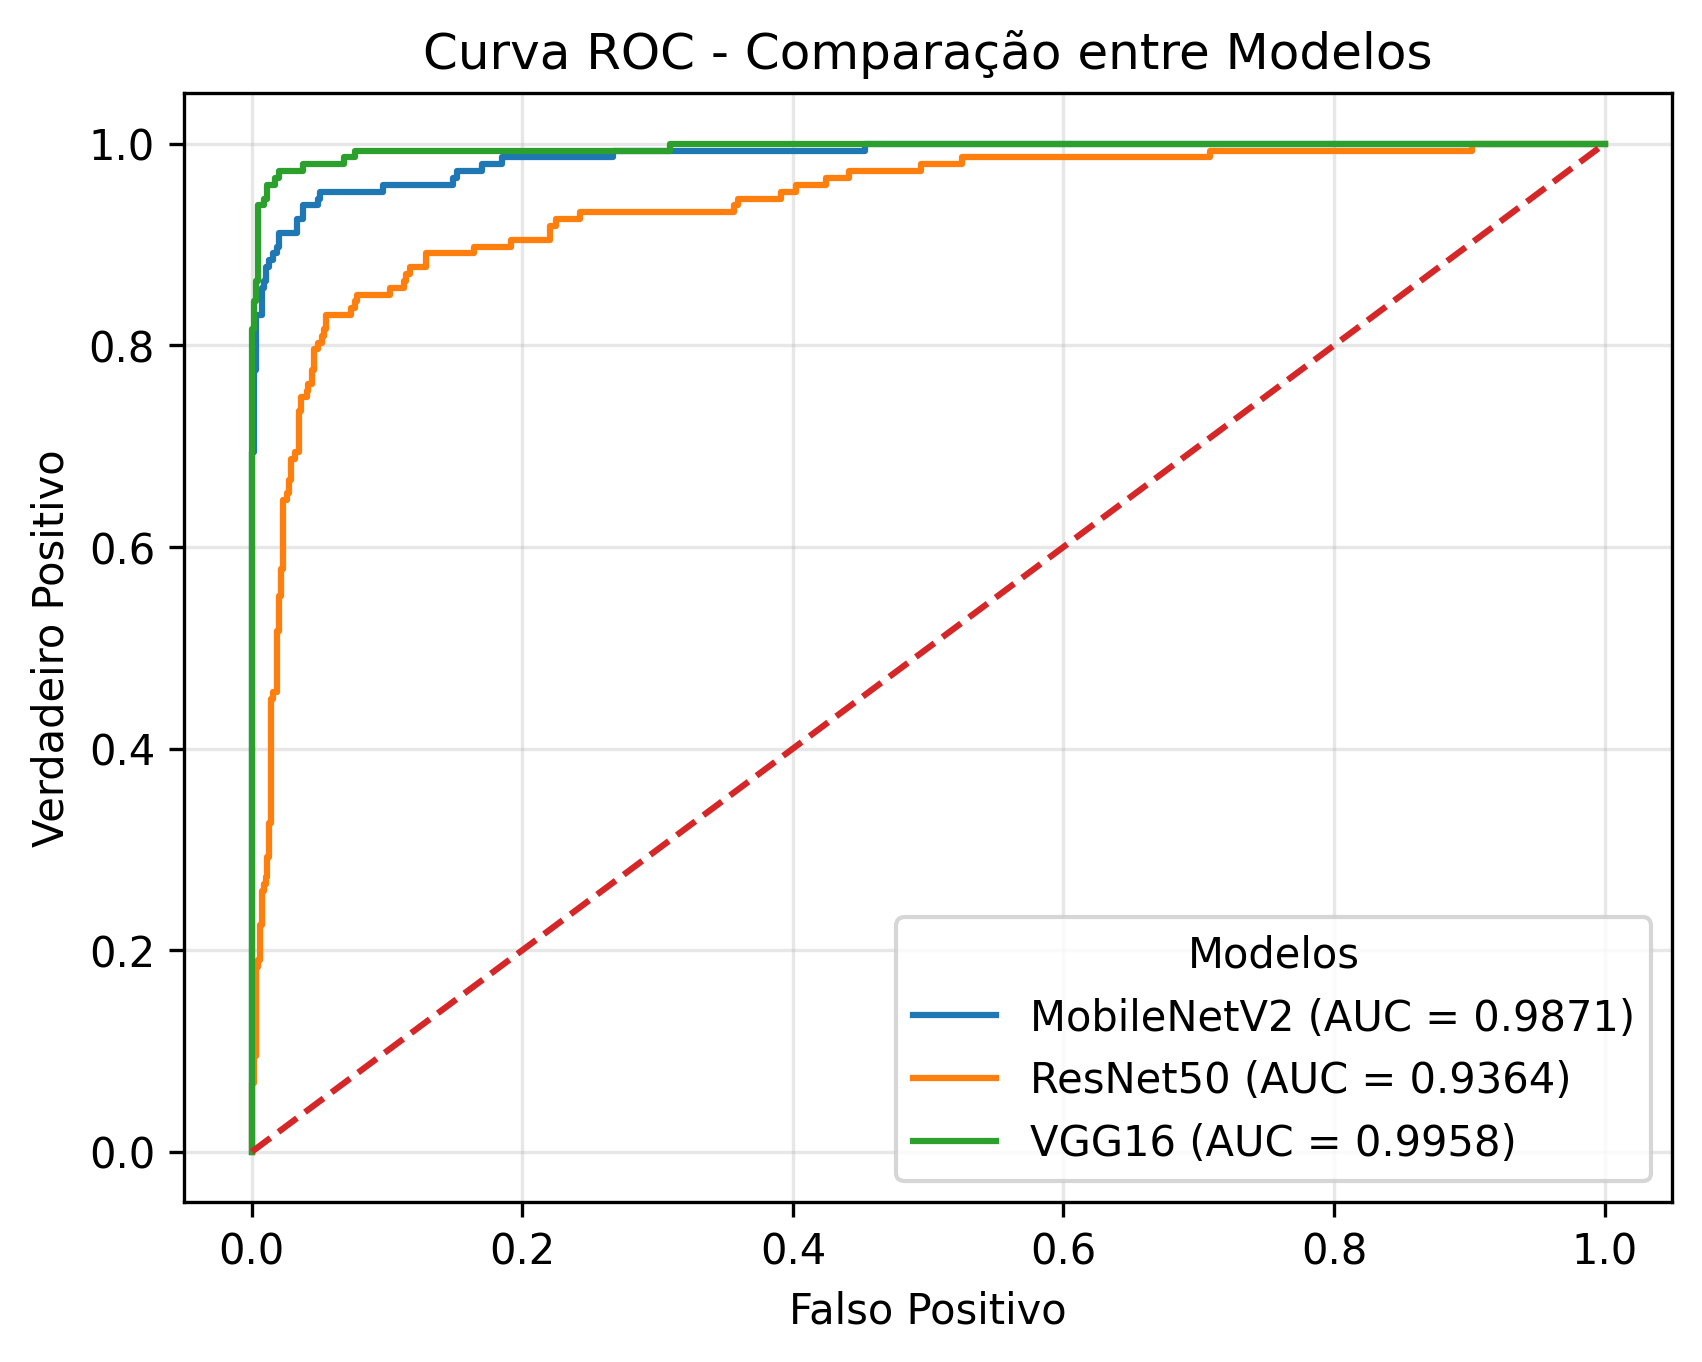 Curva ROC - Comparação entre Modelos
Verdadeiro Positivo
1.0
0.8
0.6
0.4
0.2
0.0
Modelos
MobileNetV2 (AUC = 0.9871)
ResNet50 (AUC = 0.9364)
VGG16 (AUC = 0.9958)
0.0 0.2 0.4 0.6 0.8 1.0
Falso Positivo